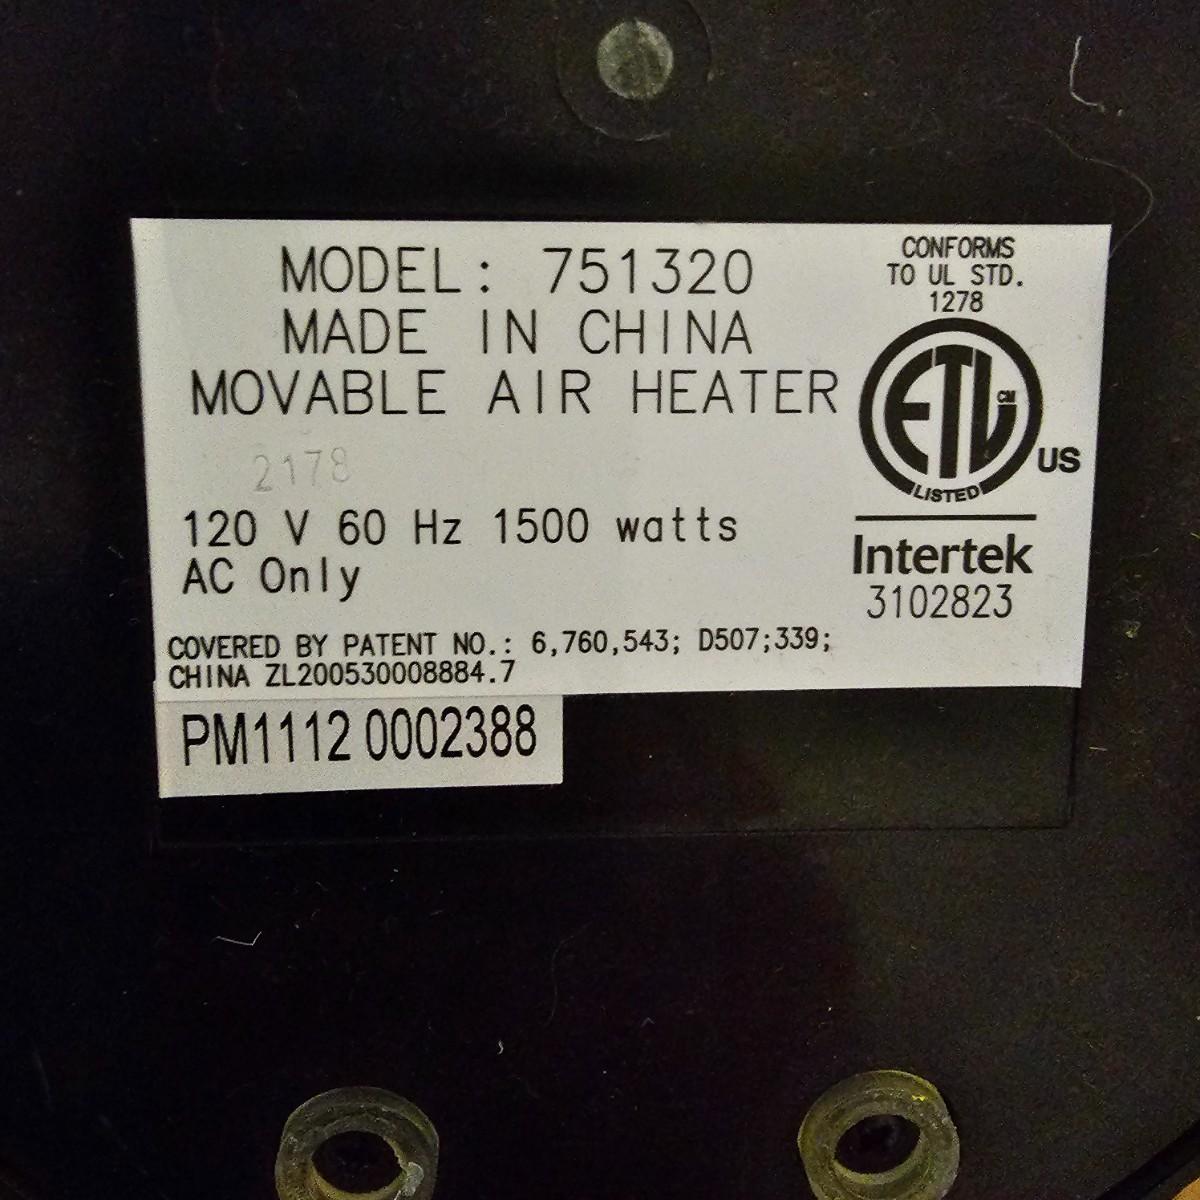 MODEL: 751320
MADE IN CHINA
MOVABLE AIR HEATER
2178
120 V 60 Hz 1500 watts
AC Only
CONFORMS
TO UL STD.
1278
ETL
CM
US
LISTED
Intertek
3102823
COVERED BY PATENT NO.: 6,760,543; D507;339;
CHINA ZL200530008884.7
PM1112 0002388